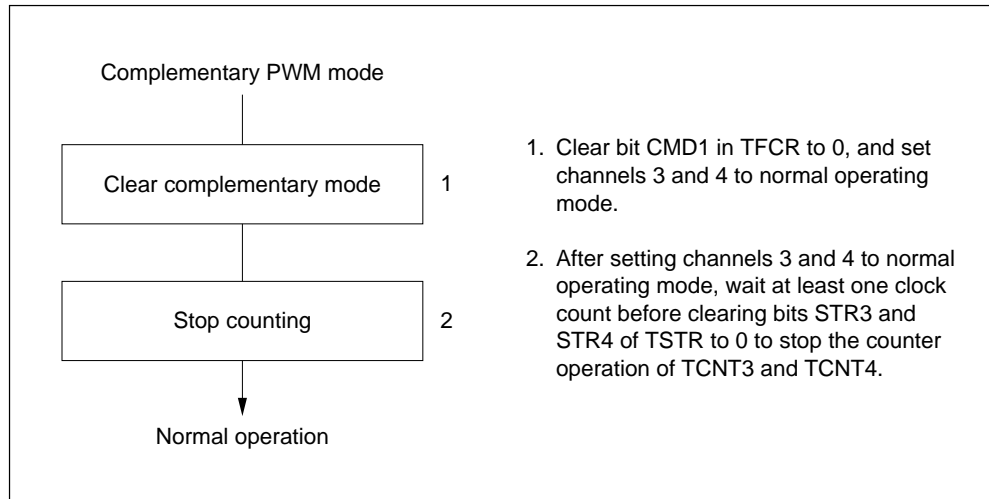 Complementary PWM mode
Clear complementary mode
1
Stop counting
2
Normal operation
1. Clear bit CMD1 in TFCR to 0, and set
channels 3 and 4 to normal operating
mode.
2. After setting channels 3 and 4 to normal
operating mode, wait at least one clock
count before clearing bits STR3 and
STR4 of TSTR to 0 to stop the counter
operation of TCNT3 and TCNT4.